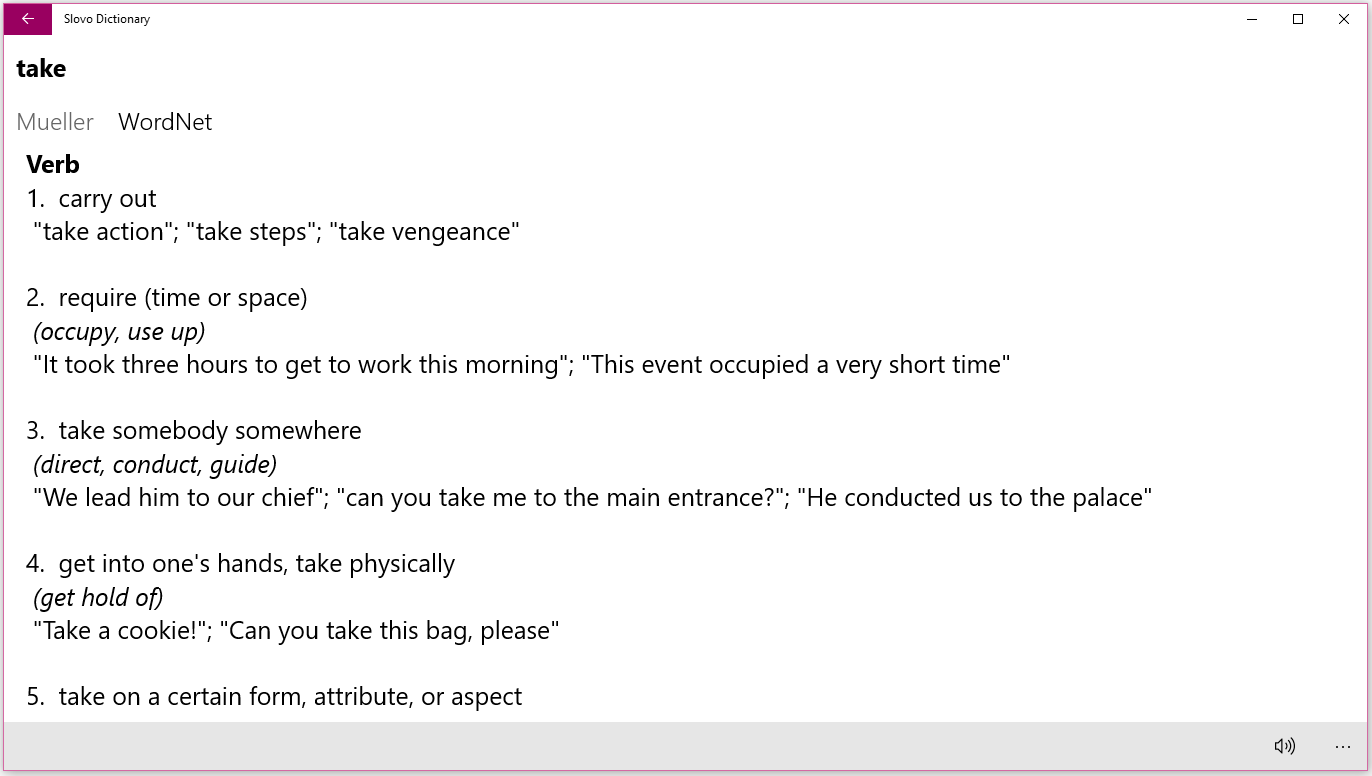 Slovo Dictionary
take
Mueller WordNet
Verb
1. carry out
"take action"; "take steps"; "take vengeance"
2. require (time or space)
(occupy, use up)
"It took three hours to get to work this morning"; "This event occupied a very short time"
3. take somebody somewhere
(direct, conduct, guide)
"We lead him to our chief"; "can you take me to the main entrance?"; "He conducted us to the palace"
4. get into one's hands, take physically
(get hold of)
"Take a cookie!"; "Can you take this bag, please"
5. take on a certain form, attribute, or aspect